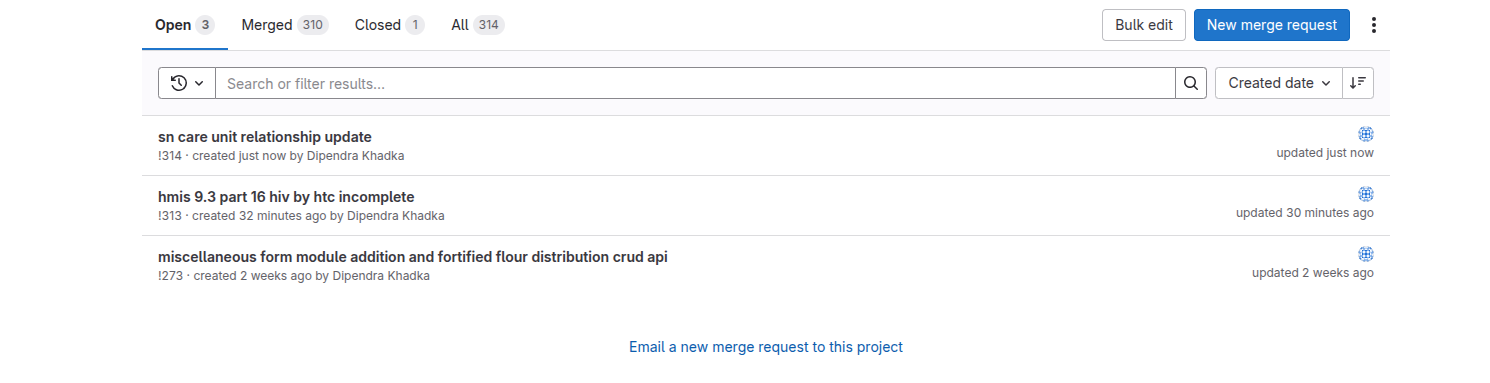 Open 3 Merged 310 Closed 1 All 314 Bulk edit New merge request
Search or filter results... Created date
sn care unit relationship update
!314 · created just now by Dipendra Khadka updated just now
hmis 9.3 part 16 hiv by htc incomplete
!313 · created 32 minutes ago by Dipendra Khadka updated 30 minutes ago
miscellaneous form module addition and fortified flour distribution crud api
!273 · created 2 weeks ago by Dipendra Khadka updated 2 weeks ago
Email a new merge request to this project